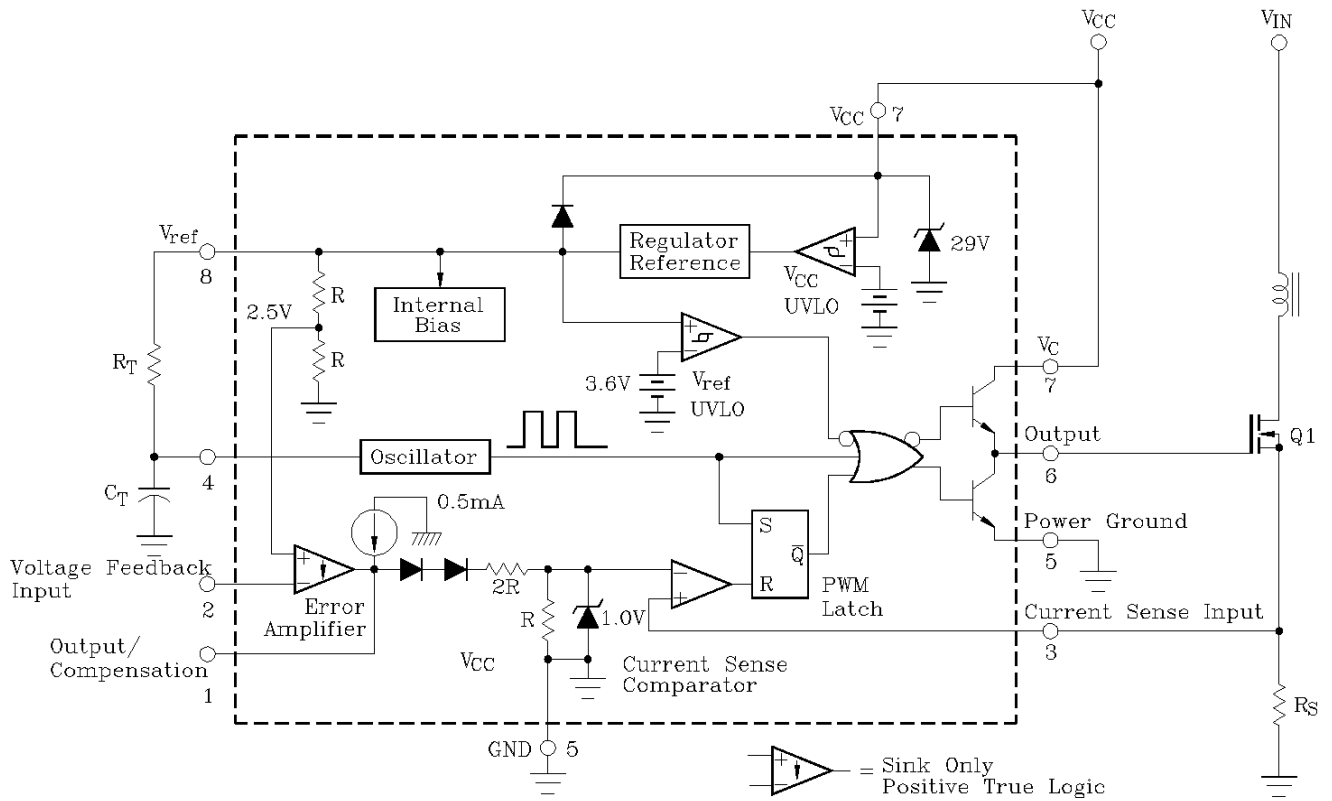 VCC
VIN
VCC 7
Vref
8
Regulator
Reference
29V
VCC
UVLO
R
2.5V
Internal
Bias
R
RT
3.6V
Vref
UVLO
VC
7
Output
6
Q1
Oscillator
4
CT
0.5mA
Power Ground
5
S
Q
R
PWM
Latch
Voltage Feedback
Input
2
Error
Amplifier
2R
R
1.0V
Current Sense Input
3
Output/
Compensation
1
VCC
Current Sense
Comparator
RS
GND 5
= Sink Only
Positive True Logic